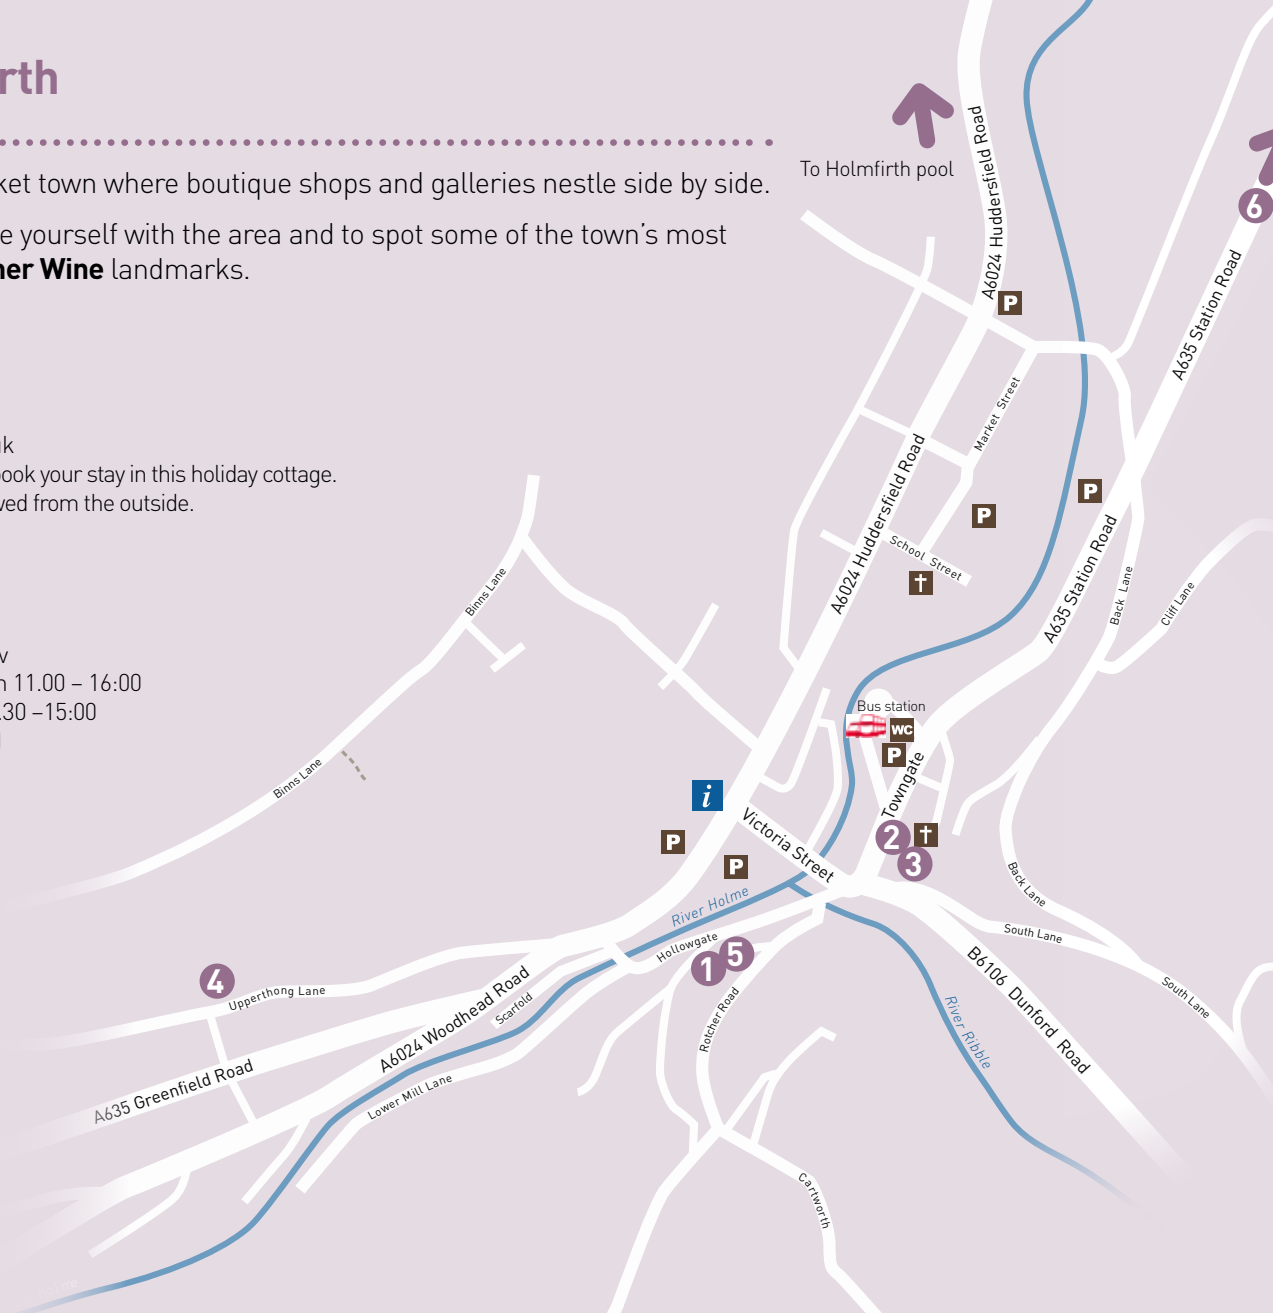 rth
ket town where boutique shops and galleries nestle side by side.
e yourself with the area and to spot some of the town's most
ner Wine landmarks.
To Holmfirth pool
A6024 Huddersfield Road
6
P
A635 Station Road
uk
book your stay in this holiday cottage.
wed from the outside.
Market Street
P
P
A6024 Huddersfield Road
School Street
†
A635 Station Road
Back Lane
Cliff Lane
Binns Lane
v
n 11.00 – 16:00
.30 –15:00
Bus station
WC
P
Towngate
Binns Lane
i
P
P
Victoria Street
2
†
3
Back Lane
River Holme
Hollowgate
1
5
South Lane
South Lane
B6106 Dunford Road
River Ribble
4
Upperthong Lane
A6024 Woodhead Road
Scarfold
Rotcher Road
A635 Greenfield Road
Lower Mill Lane
Cartworth